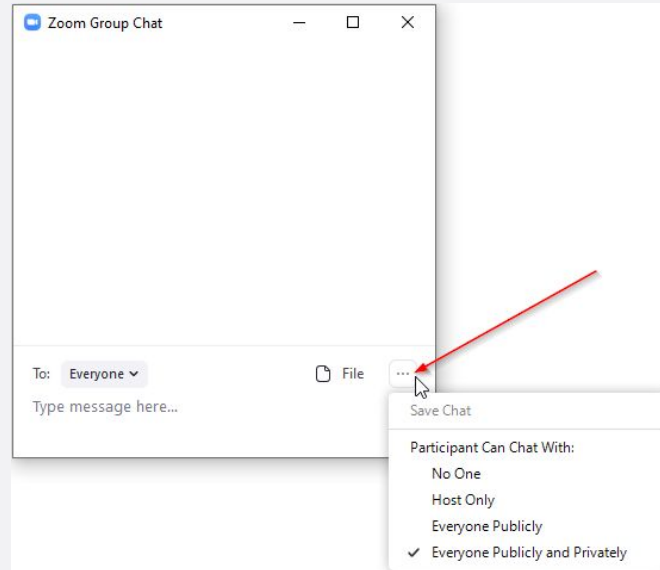 Zoom Group Chat
To: Everyone File ...
Type message here...
Save Chat
Participant Can Chat With:
No One
Host Only
Everyone Publicly
✓ Everyone Publicly and Privately